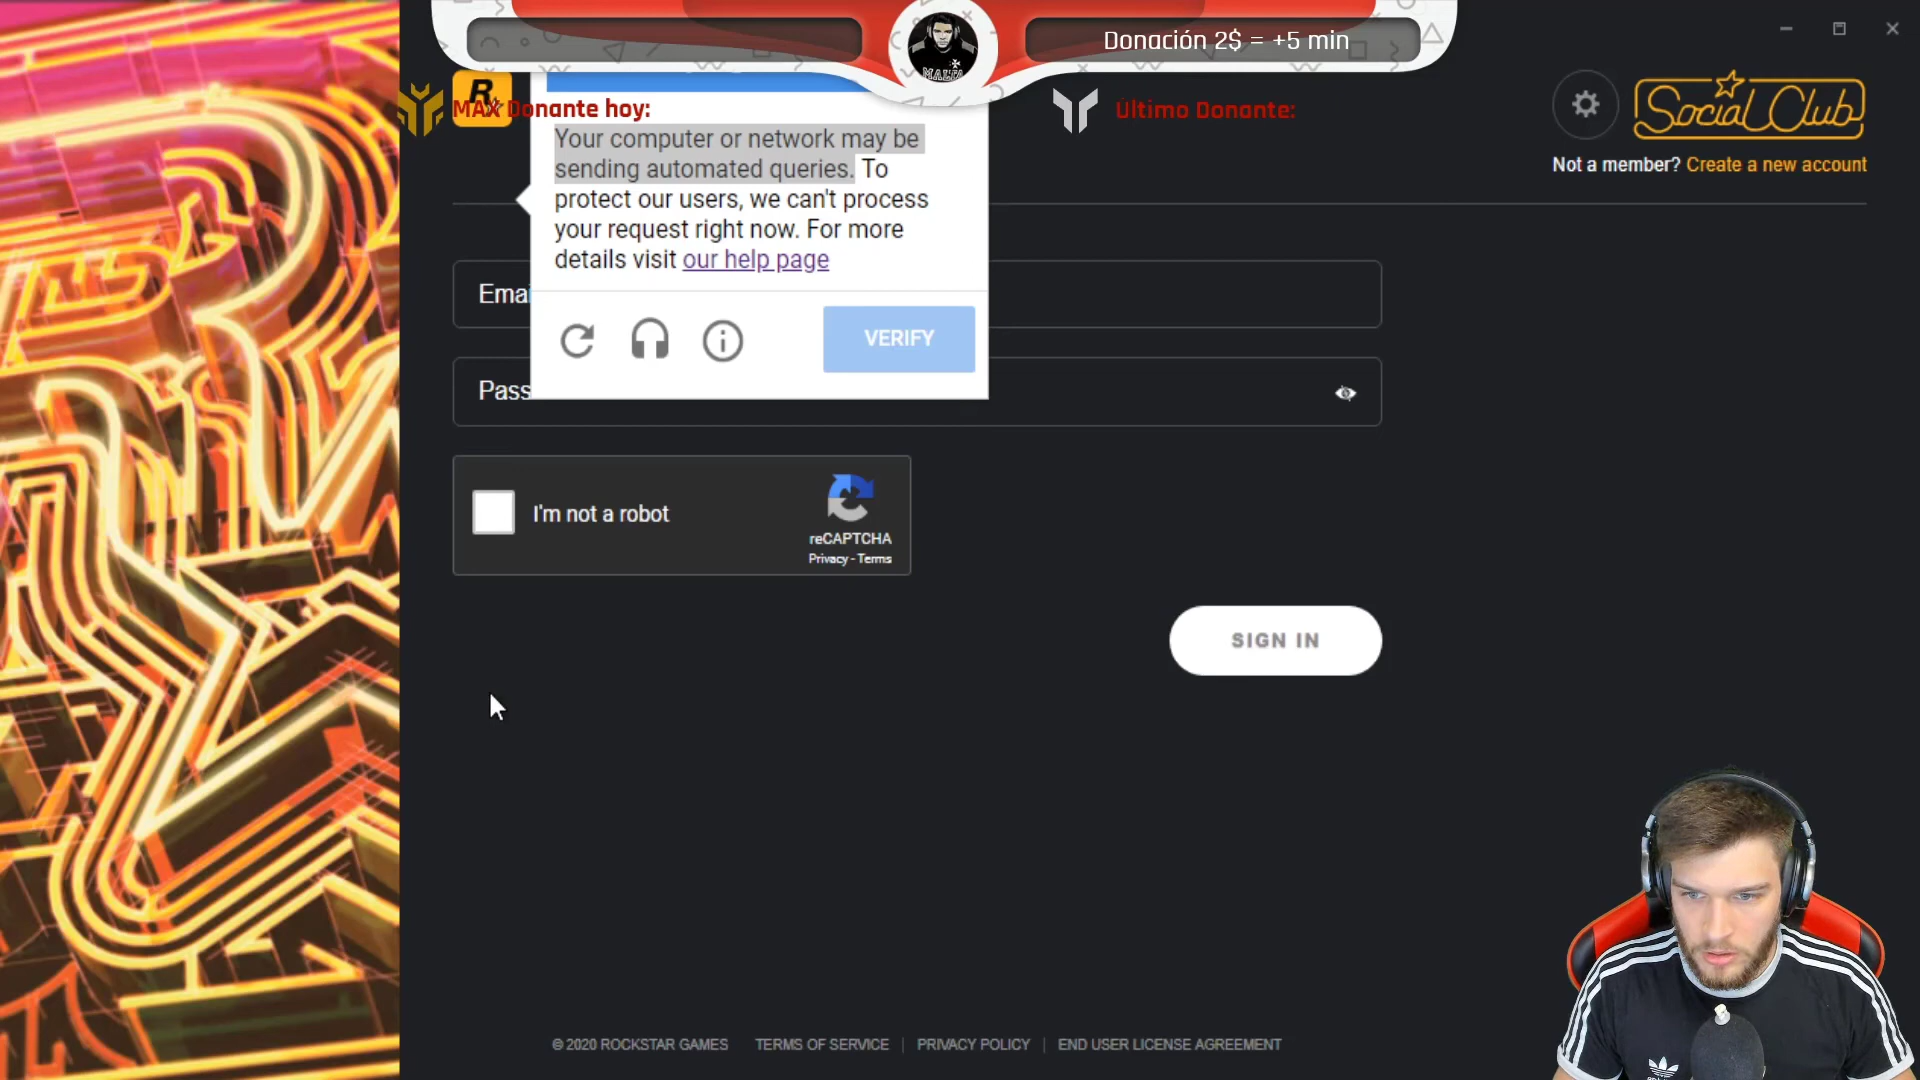 Donación 2$ = +5 min
MALTA
R
MAX Donante hoy:
Último Donante:
Social Club
Not a member? Create a new account
Your computer or network may be
sending automated queries. To
protect our users, we can't process
your request right now. For more
details visit our help page
Emai
VERIFY
Pass
I'm not a robot
reCAPTCHA
Privacy - Terms
SIGN IN
© 2020 ROCKSTAR GAMES TERMS OF SERVICE | PRIVACY POLICY | END USER LICENSE AGREEMENT